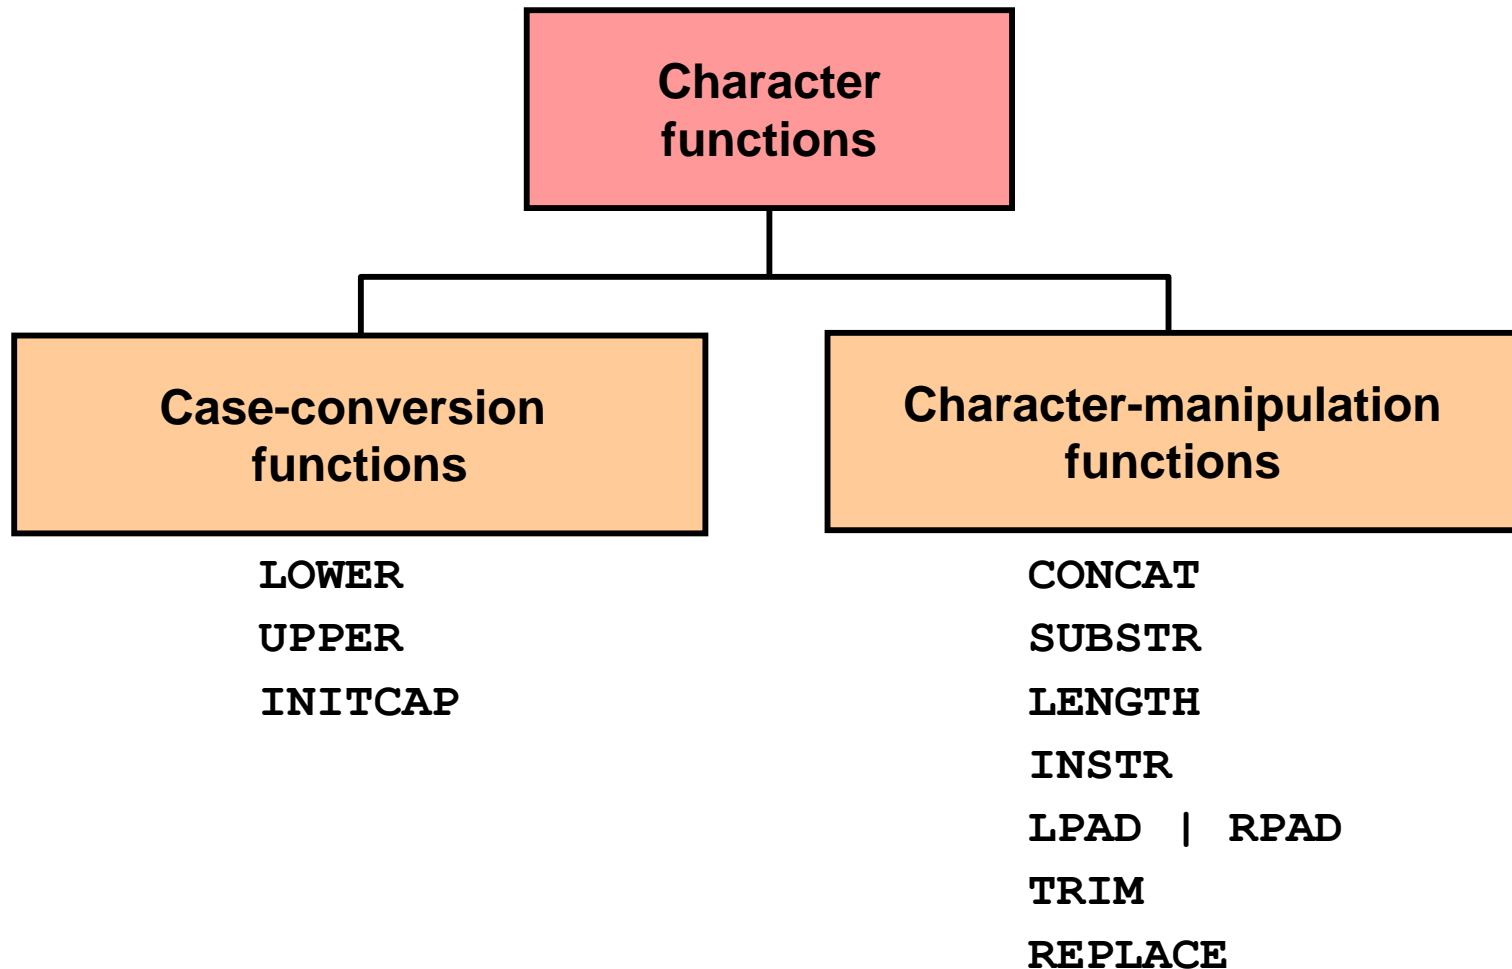 Character
functions
Case-conversion
functions
LOWER
UPPER
INITCAP
Character-manipulation
functions
CONCAT
SUBSTR
LENGTH
INSTR
LPAD | RPAD
TRIM
REPLACE